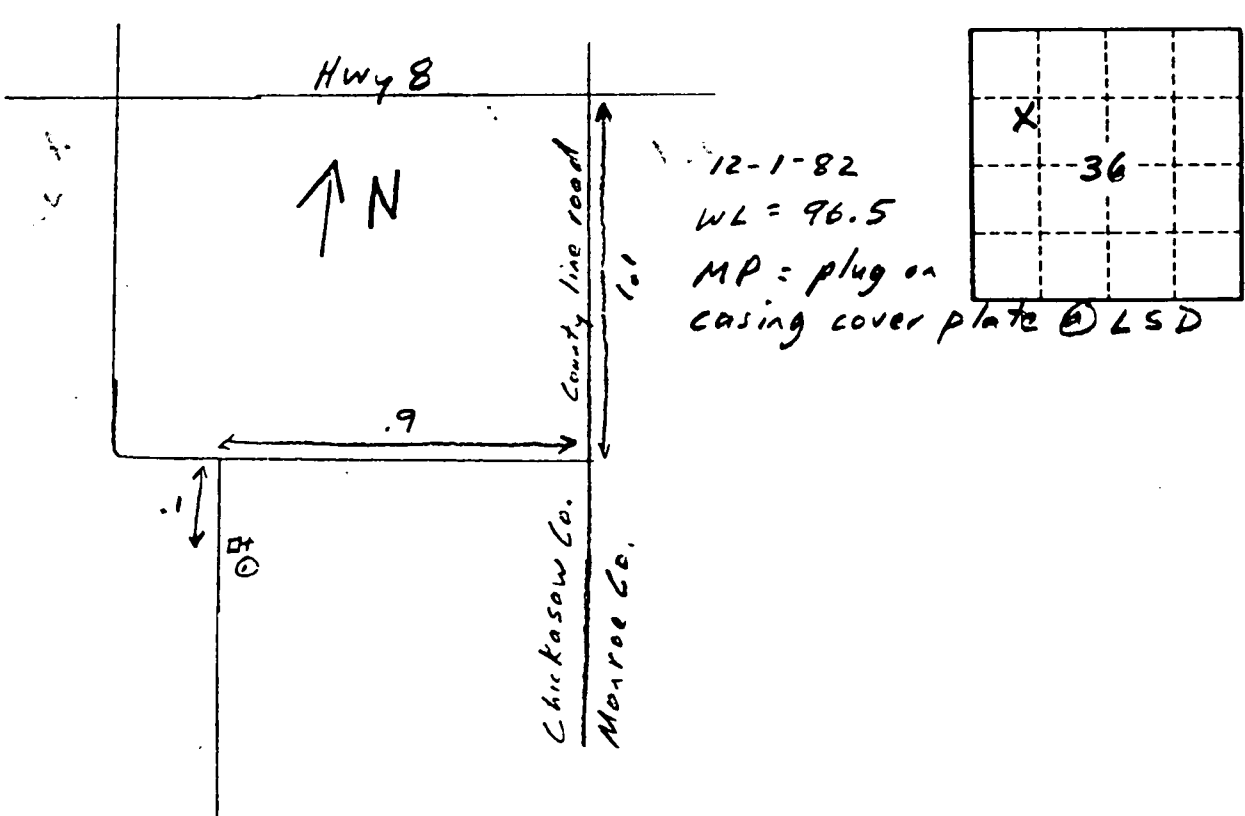 Hwy 8
N
County line road
1.1
12-1-82
WL = 96.5
MP = plug on
casing cover plate @ LSD
X
36
.9
.1
Chickasaw Co.
Monroe Co.